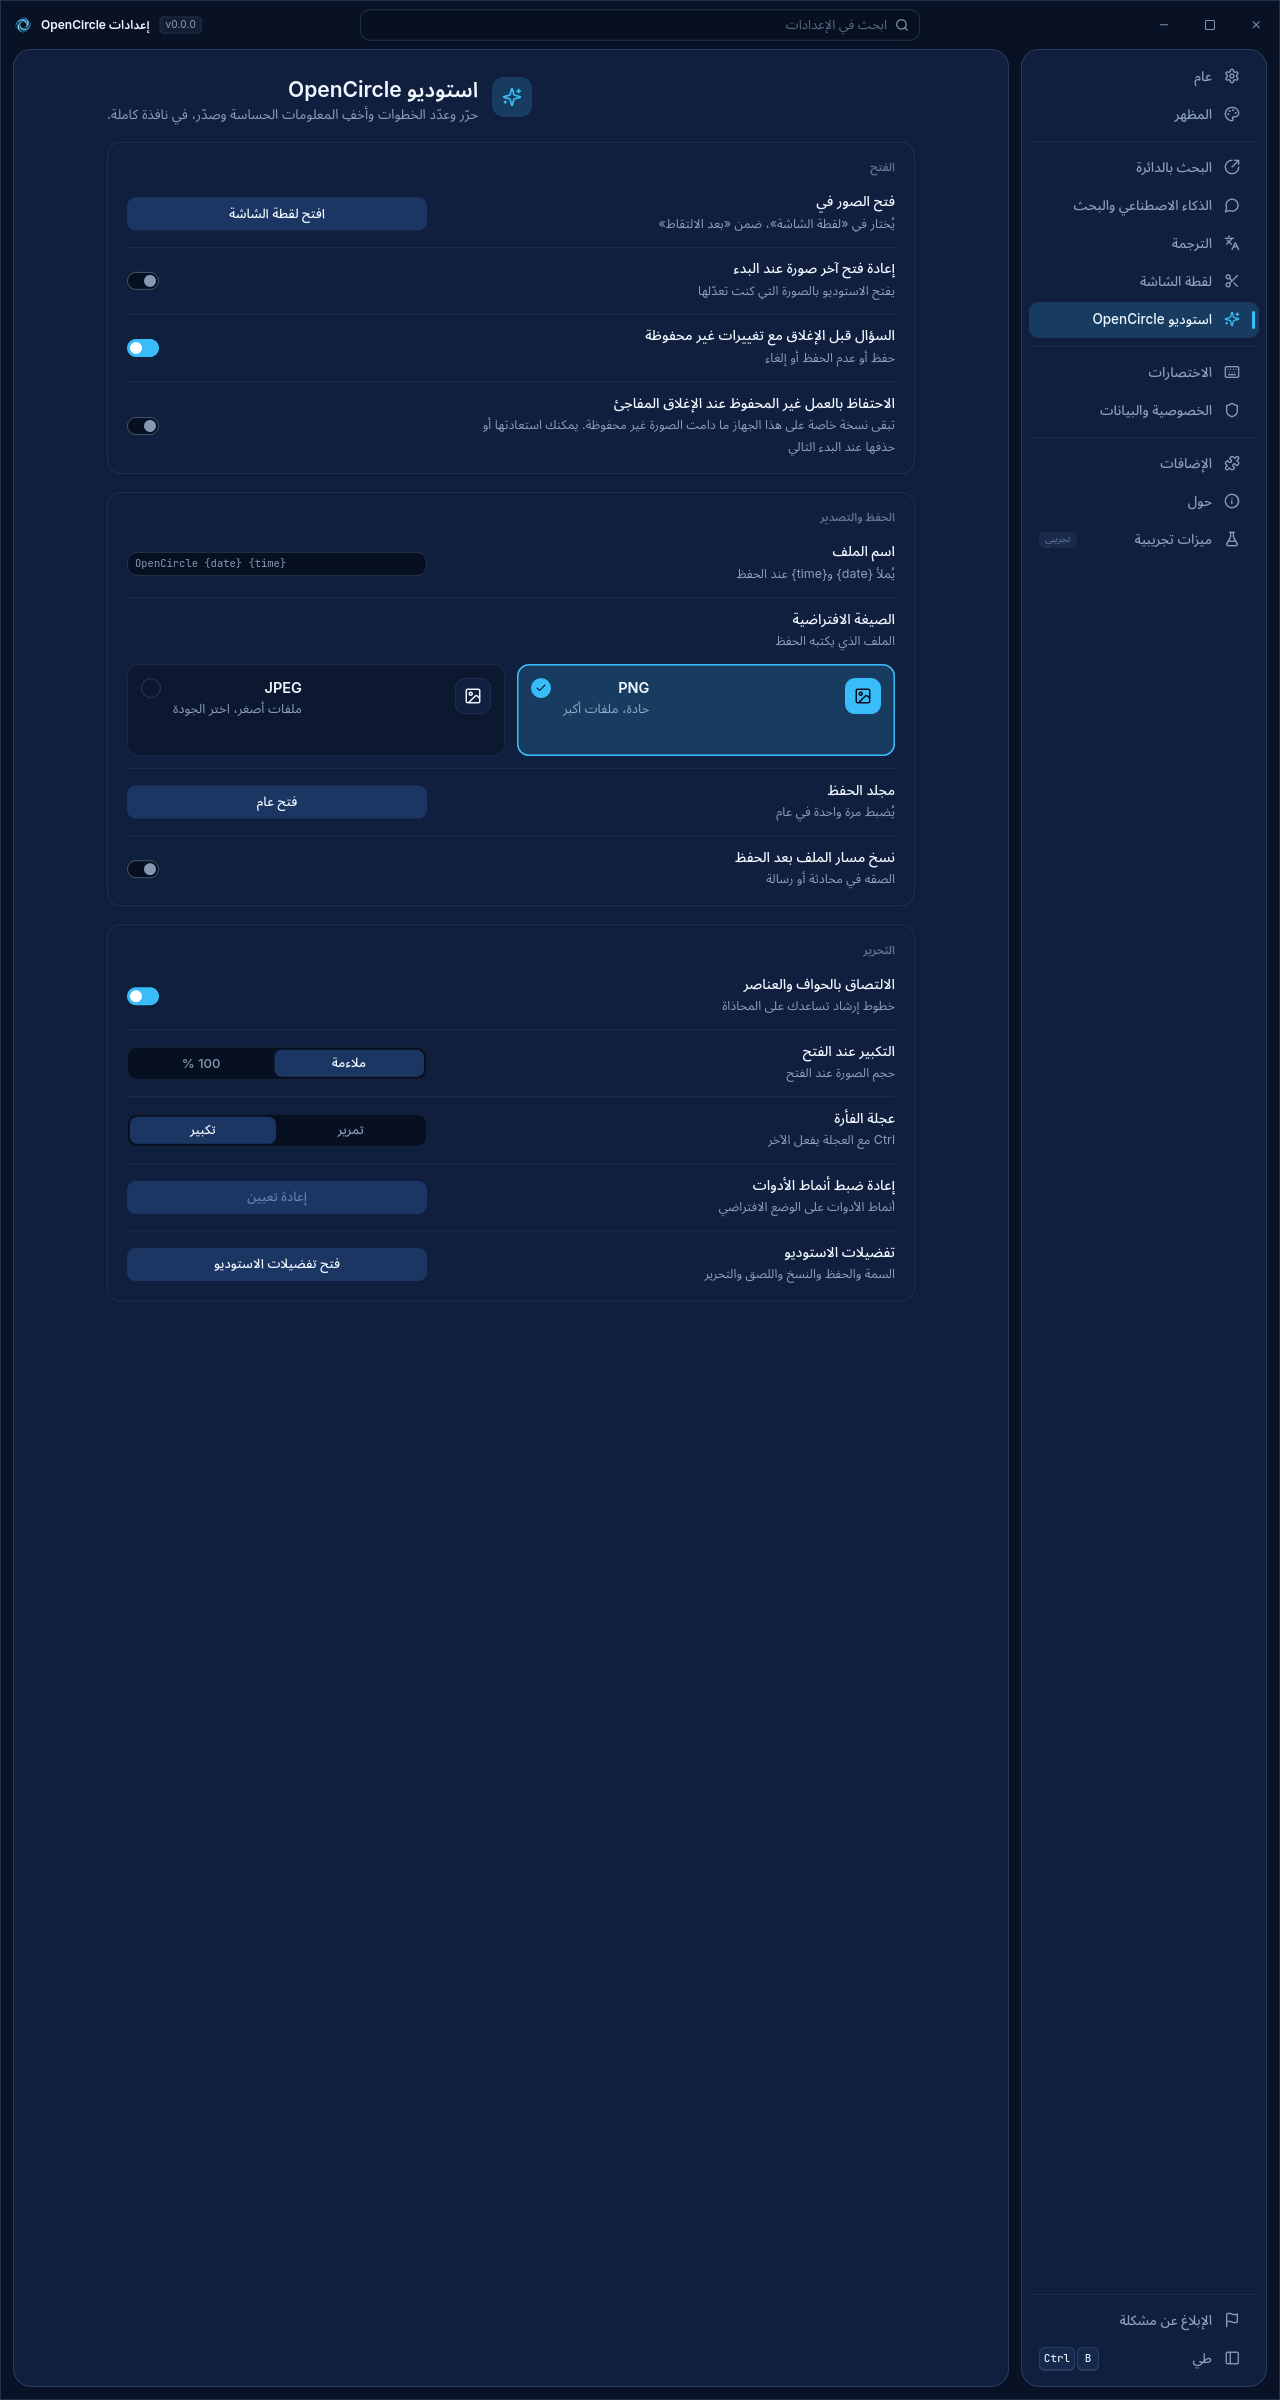 إعدادات OpenCircle
v0.0.0
ابحث في الإعدادات
عام
المظهر
البحث بالدائرة
الذكاء الاصطناعي والبحث
الترجمة
لقطة الشاشة
استوديو OpenCircle
الاختصارات
الخصوصية والبيانات
الإضافات
حول
ميزات تجريبية
تجريبي
الإبلاغ عن مشكلة
طي
Ctrl B
استوديو OpenCircle
حرّر وعدّد الخطوات وأخفِ المعلومات الحساسة وصدّر، في نافذة كاملة.
الفتح
فتح الصور في
يُختار في «لقطة الشاشة»، ضمن «بعد الالتقاط»
افتح لقطة الشاشة
إعادة فتح آخر صورة عند البدء
يفتح الاستوديو بالصورة التي كنت تعدّلها
السؤال قبل الإغلاق مع تغييرات غير محفوظة
حفظ أو عدم الحفظ أو إلغاء
الاحتفاظ بالعمل غير المحفوظ عند الإغلاق المفاجئ
تبقى نسخة خاصة على هذا الجهاز ما دامت الصورة غير محفوظة. يمكنك استعادتها أو
حذفها عند البدء التالي
الحفظ والتصدير
اسم الملف
يُملأ {date} و{time} عند الحفظ
OpenCircle {date} {time}
الصيغة الافتراضية
الملف الذي يكتبه الحفظ
PNG
حادة، ملفات أكبر
JPEG
ملفات أصغر، اختر الجودة
مجلد الحفظ
يُضبط مرة واحدة في عام
فتح عام
نسخ مسار الملف بعد الحفظ
الصقه في محادثة أو رسالة
التحرير
الالتصاق بالحواف والعناصر
خطوط إرشاد تساعدك على المحاذاة
التكبير عند الفتح
حجم الصورة عند الفتح
ملاءمة
100 %
عجلة الفأرة
Ctrl مع العجلة يفعل الآخر
تمرير
تكبير
إعادة ضبط أنماط الأدوات
أنماط الأدوات على الوضع الافتراضي
إعادة تعيين
تفضيلات الاستوديو
السمة والحفظ والنسخ واللصق والتحرير
فتح تفضيلات الاستوديو